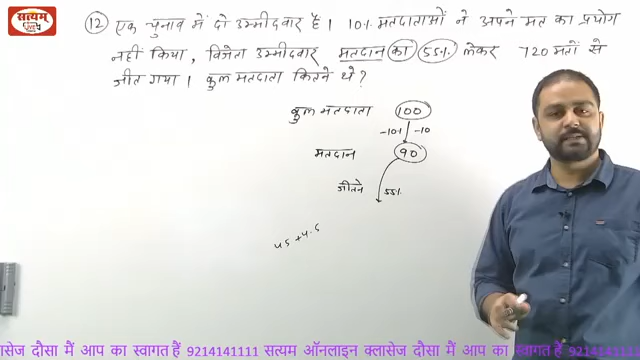 सत्यम्
⑫ एक चुनाव में दो उम्मीदवार है। 10% मतदाताओं ने अपने मत का प्रयोग
नहीं किया, विजेता उम्मीदवार मतदान का 55% लेकर 720 मतों से
जीत गया। कुल मतदाता कितने थे?
कुल मतदाता 100
-10% -10
मतदान 90
जीतने 55%
45 + 4.5
ासेज दौसा मैं आप का स्वागत हैं 9214141111 सत्यम ऑनलाइन क्लासेज दौसा मैं आप का स्वागत हैं 9214141111